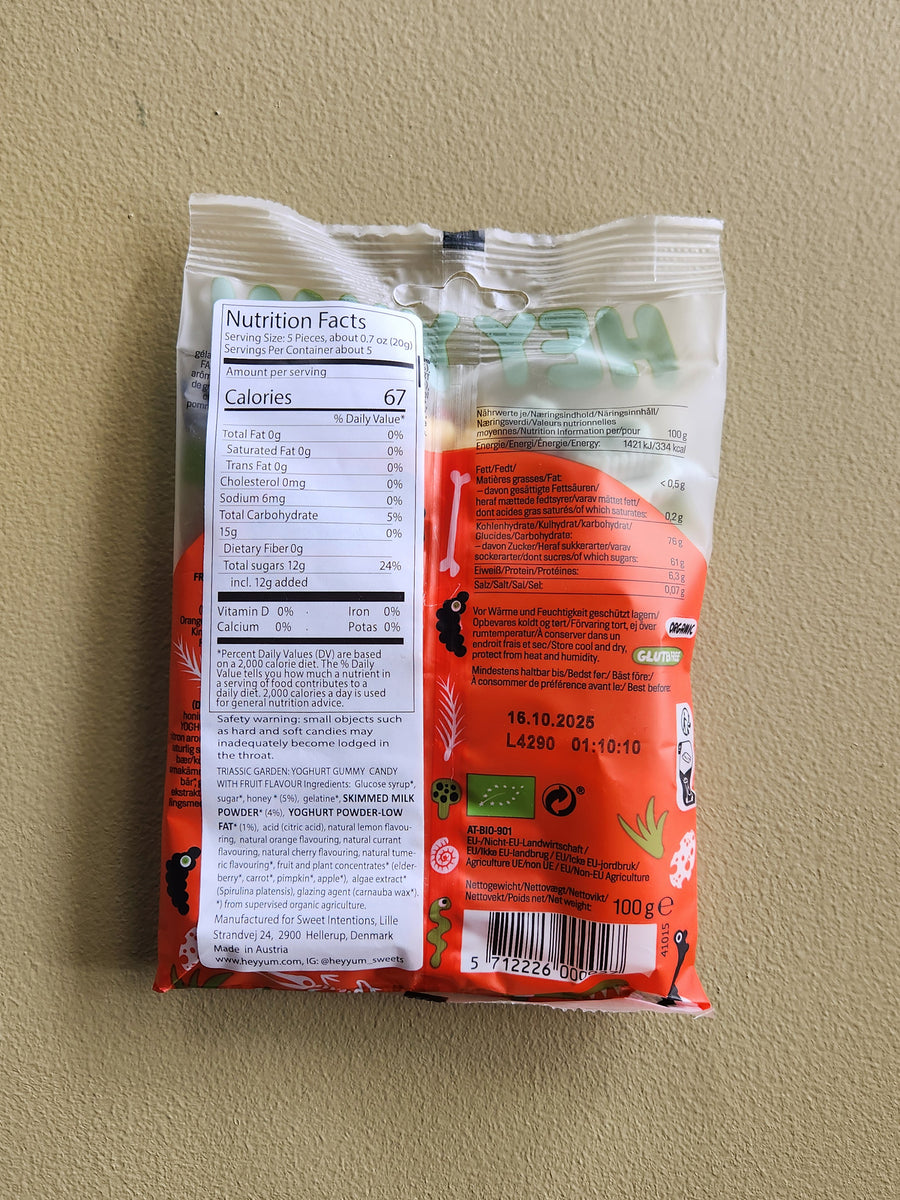 HEYY
Nutrition Facts
Serving Size: 5 Pieces, about 0.7 oz (20g)
Servings Per Container about 5
Amount per serving
Calories 67
% Daily Value*
Total Fat 0g 0%
Saturated Fat 0g 0%
Trans Fat 0g 0%
Cholesterol 0mg 0%
Sodium 6mg 0%
Total Carbohydrate 5%
15g 0%
Dietary Fiber 0g
Total sugars 12g 24%
incl. 12g added
Vitamin D 0% · Iron 0%
Calcium 0% · Potas 0%
*Percent Daily Values (DV) are based
on a 2,000 calorie diet. The % Daily
Value tells you how much a nutrient in
a serving of food contributes to a
daily diet. 2,000 calories a day is used
for general nutrition advice.
Safety warning: small objects such
as hard and soft candies may
inadequately become lodged in
the throat.
TRIASSIC GARDEN: YOGHURT GUMMY CANDY
WITH FRUIT FLAVOUR Ingredients: Glucose syrup*,
sugar*, honey * (5%), gelatine*, SKIMMED MILK
POWDER* (4%), YOGHURT POWDER-LOW
FAT* (1%), acid (citric acid), natural lemon flavou-
ring, natural orange flavouring, natural currant
flavouring, natural cherry flavouring, natural tume-
ric flavouring*, fruit and plant concentrates* (elder-
berry*, carrot*, pimpkin*, apple*), algae extract*
(Spirulina platensis), glazing agent (carnauba wax*).
*) from supervised organic agriculture.
Manufactured for Sweet Intentions, Lille
Strandvej 24, 2900 Hellerup, Denmark
Made in Austria
www.heyyum.com, IG: @heyyum_sweets
Nährwerte je/Næringsindhold/Näringsinnhåll/
Næringsverdi/Valeurs nutritionnelles
moyennes/Nutrition Information per/pour 100 g
Energie/Energi/Énergie/Energy: 1421 kJ/334 kcal
Fett/Fedt/
Matières grasses/Fat: < 0,5 g
– davon gesättigte Fettsäuren/
heraf mættede fedtsyrer/varav mättet fett/
dont acides gras saturés/of which saturates: 0,2 g
Kohlenhydrate/Kulhydrat/karbohydrat/
Glucides/Carbohydrate: 76 g
– davon Zucker/Heraf sukkerarter/varav
sockerarter/dont sucres/of which sugars: 61 g
Eiweiß/Protein/Protéines: 6,3 g
Salz/Salt/Sal/Sel: 0,07 g
Vor Wärme und Feuchtigkeit geschützt lagern/
Opbevares koldt og tørt/Förvaring tort, ej över
rumtemperatur/À conserver dans un
endroit frais et sec/Store cool and dry,
protect from heat and humidity.
ORGANIC
Mindestens haltbar bis/Bedst før:/ Bäst före:/
À consommer de préférence avant le:/ Best before:
16.10.2025
L4290 01:10:10
AT-BIO-901
EU-/Nicht-EU-Landwirtschaft/
EU/Ikke EU-landbrug / EU/Icke EU-jordbruk/
Agriculture UE/non UE / EU/Non-EU Agriculture
Nettogewicht/Nettovægt/Nettovikt/
Nettovekt/Poids net/Net weight: 100 g e
41015
5 712226 000